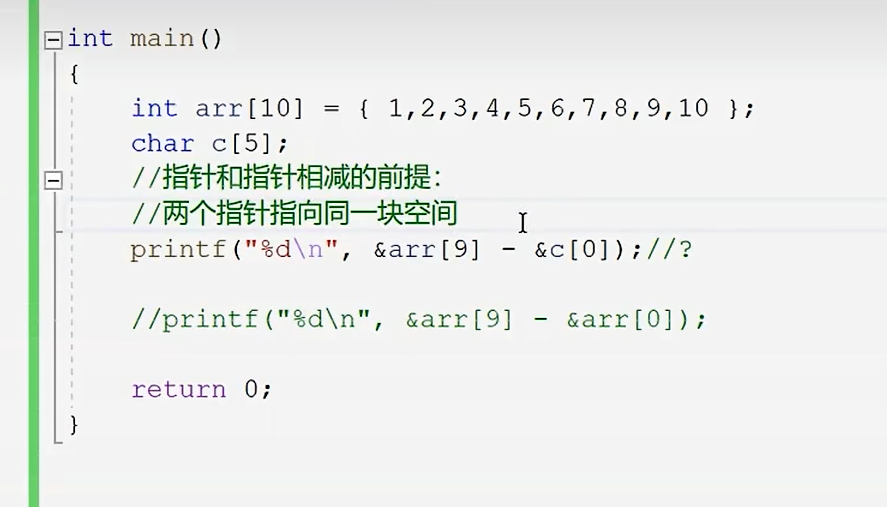 int main()
{
int arr[10] = { 1,2,3,4,5,6,7,8,9,10 };
char c[5];
//指针和指针相减的前提:
//两个指针指向同一块空间
printf("%d\n", &arr[9] - &c[0]);//?
//printf("%d\n", &arr[9] - &arr[0]);
return 0;
}